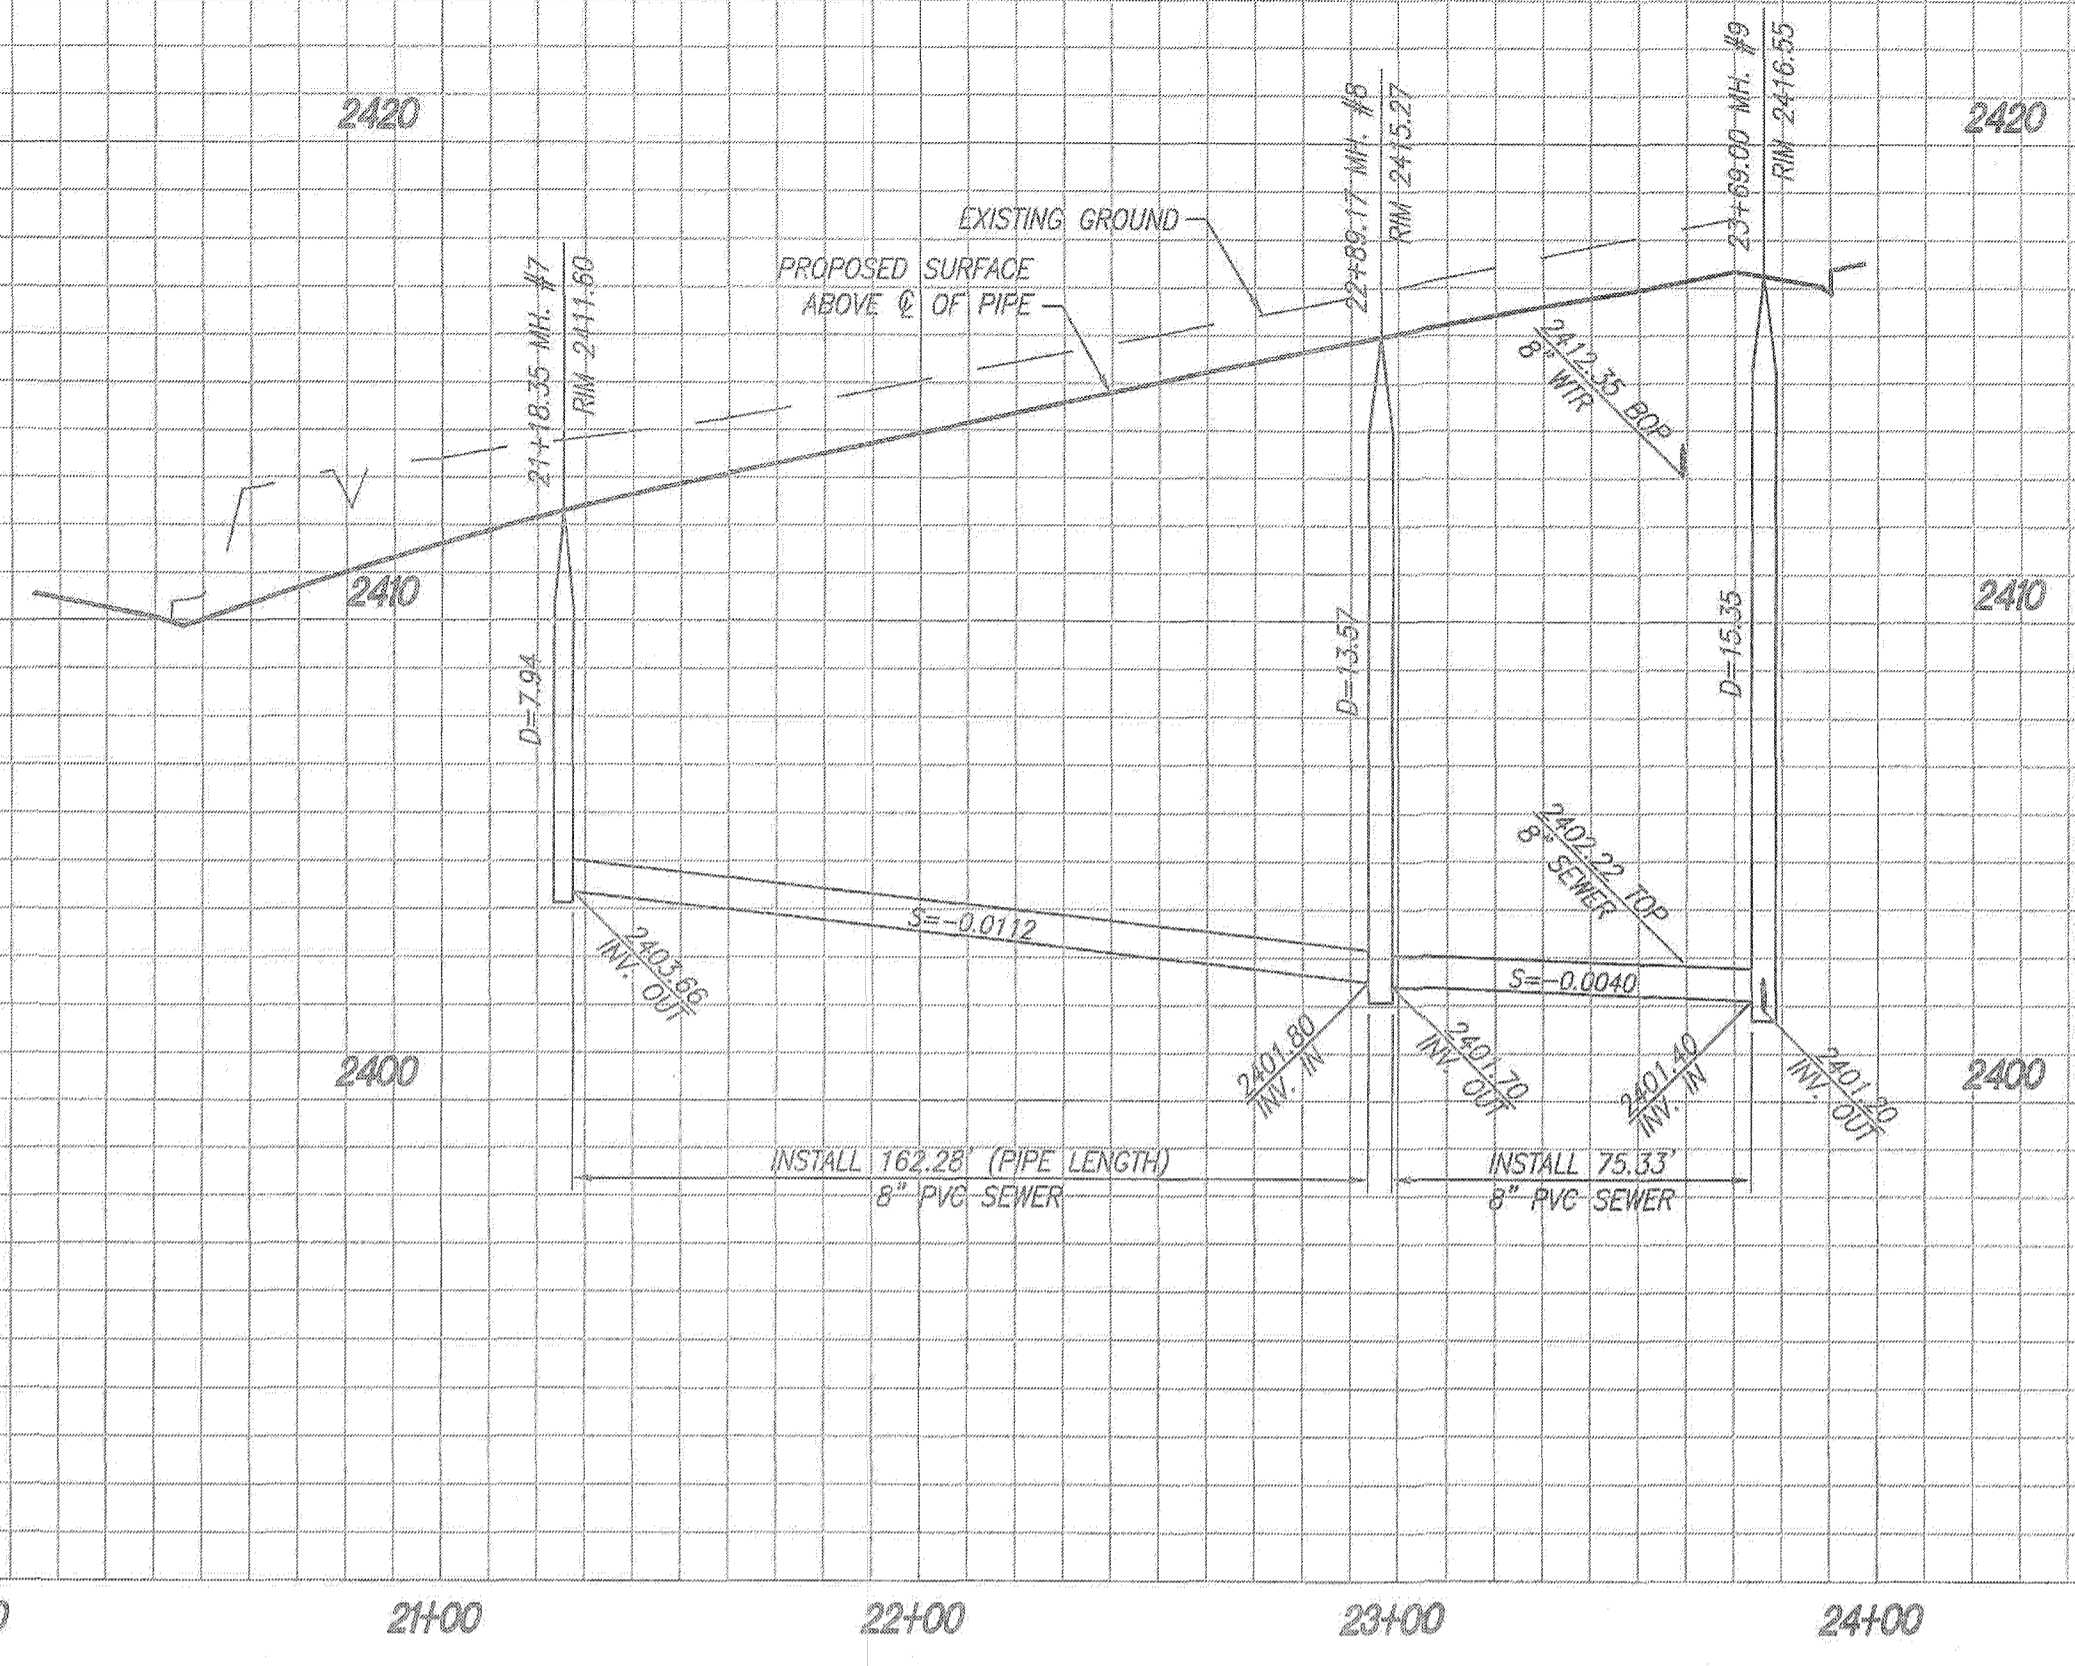 2420
2420
21+18.35 MH. #7
RIM 2411.60
22+89.17 MH. #8
RIM 2415.27
23+69.00 MH. #9
RIM 2416.55
EXISTING GROUND
PROPOSED SURFACE
ABOVE ℄ OF PIPE
2412.35 BOP
8" WTR
2410
2410
D=7.94
D=13.57
D=15.35
2402.22 TOP
8" SEWER
S=-0.0112
S=-0.0040
2403.66
INV. OUT
2401.80
INV. IN
2401.70
INV. OUT
2401.40
INV. IN
2401.20
INV. OUT
2400
2400
INSTALL 162.28' (PIPE LENGTH)
8" PVC SEWER
INSTALL 75.33'
8" PVC SEWER
21+00
22+00
23+00
24+00